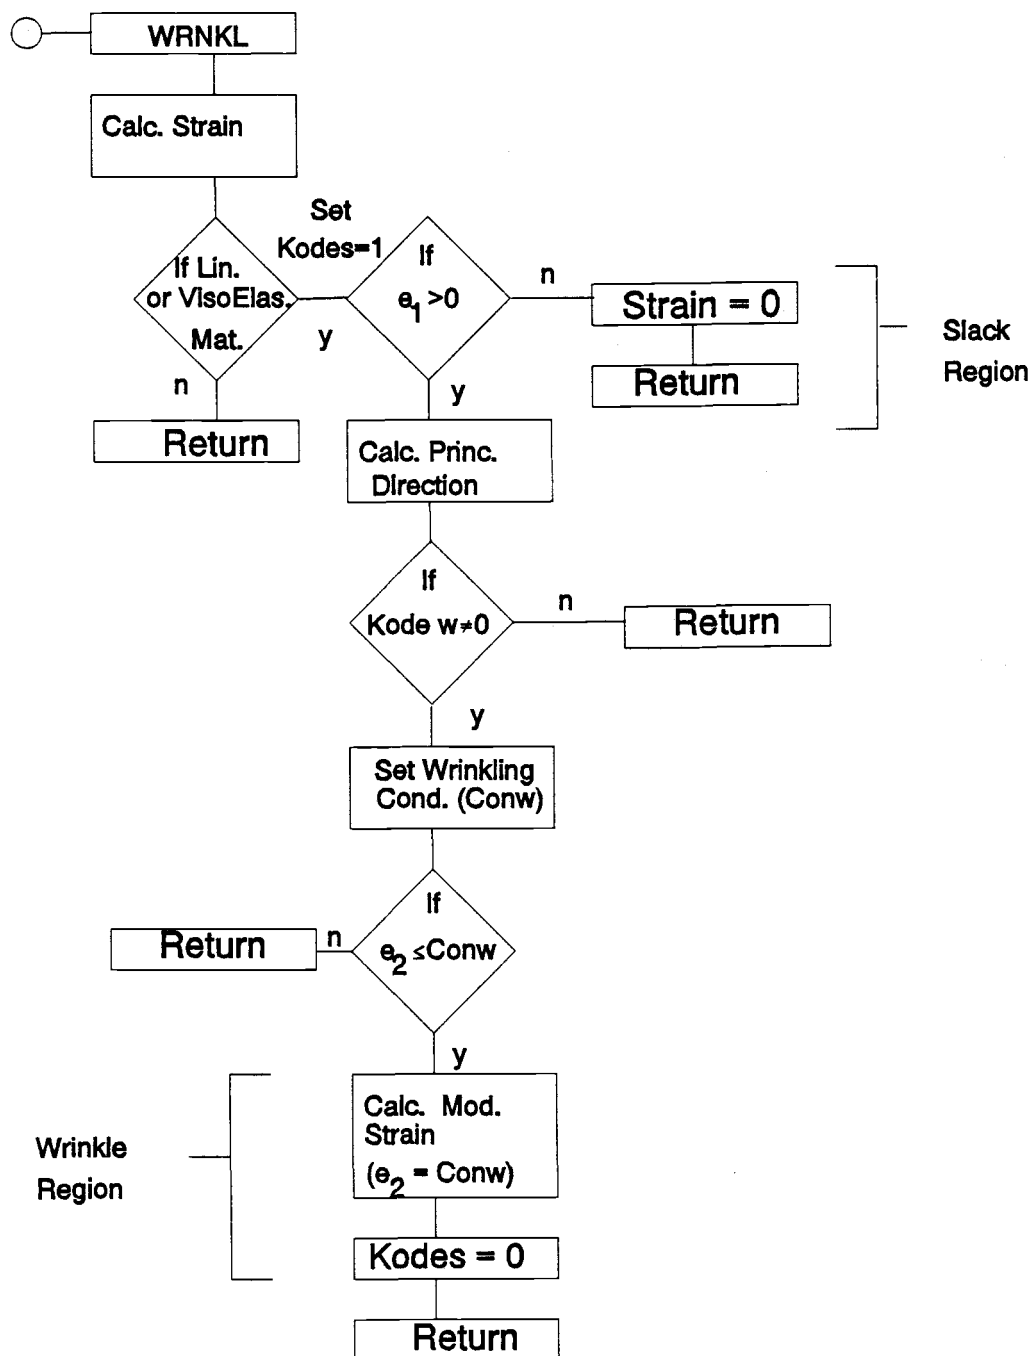 WRNKL
Calc. Strain
If Lin.
or VisoElas.
Mat.
n
Return
Set
Kodes=1
y
If
e1 >0
n
Strain = 0
Return
Slack
Region
y
Calc. Princ.
Direction
If
Kode w≠0
n
Return
y
Set Wrinkling
Cond. (Conw)
If
e2 ≤Conw
n
Return
y
Wrinkle
Region
Calc. Mod.
Strain
(e2 = Conw)
Kodes = 0
Return